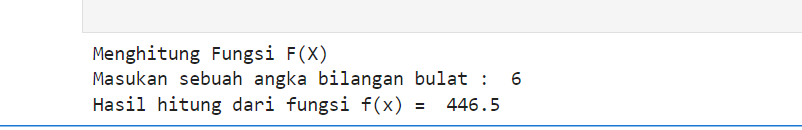 Menghitung Fungsi F(X)
Masukan sebuah angka bilangan bulat :  6
Hasil hitung dari fungsi f(x) =  446.5